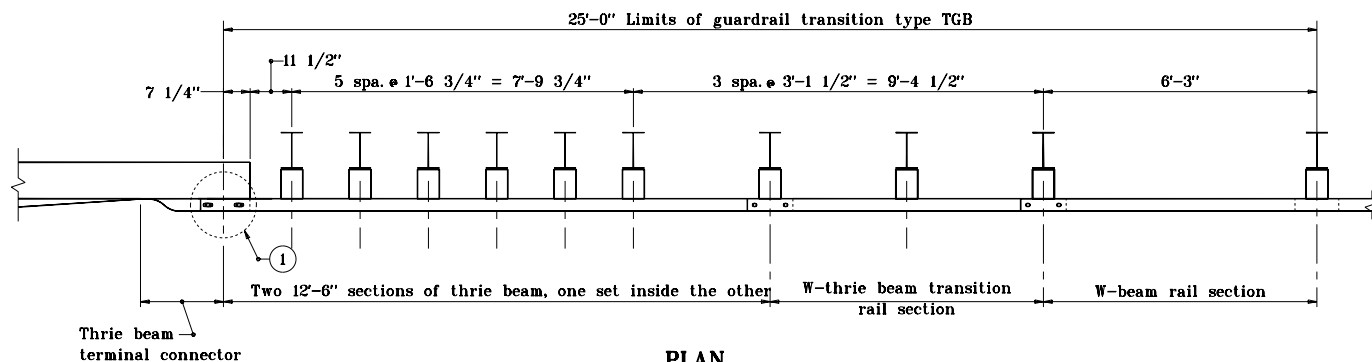 25'-0" Limits of guardrail transition type TGB
11 1/2"
5 spa. @ 1'-6 3/4" = 7'-9 3/4"
3 spa. @ 3'-1 1/2" = 9'-4 1/2"
6'-3"
7 1/4"
1
Two 12'-6" sections of thrie beam, one set inside the other
W-thrie beam transition
rail section
W-beam rail section
Thrie beam
terminal connector
PLAN